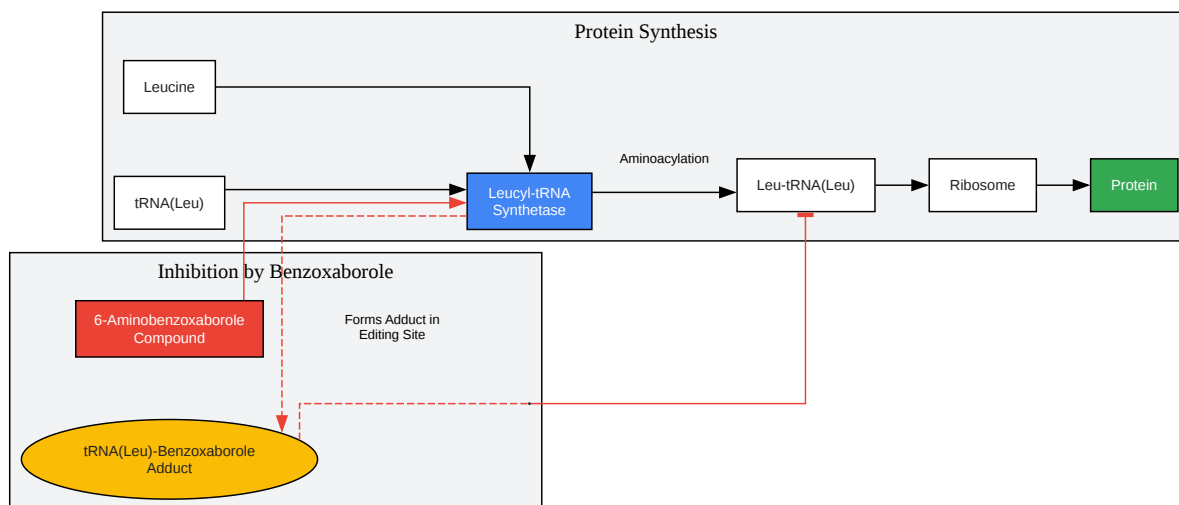 Protein Synthesis
Leucine
Aminoacylation
tRNA(Leu)
Leucyl-tRNA
Synthetase
Leu-tRNA(Leu)
Ribosome
Protein
Inhibition by Benzoxaborole
6-Aminobenzoxaborole
Compound
Forms Adduct in
Editing Site
tRNA(Leu)-Benzoxaborole
Adduct